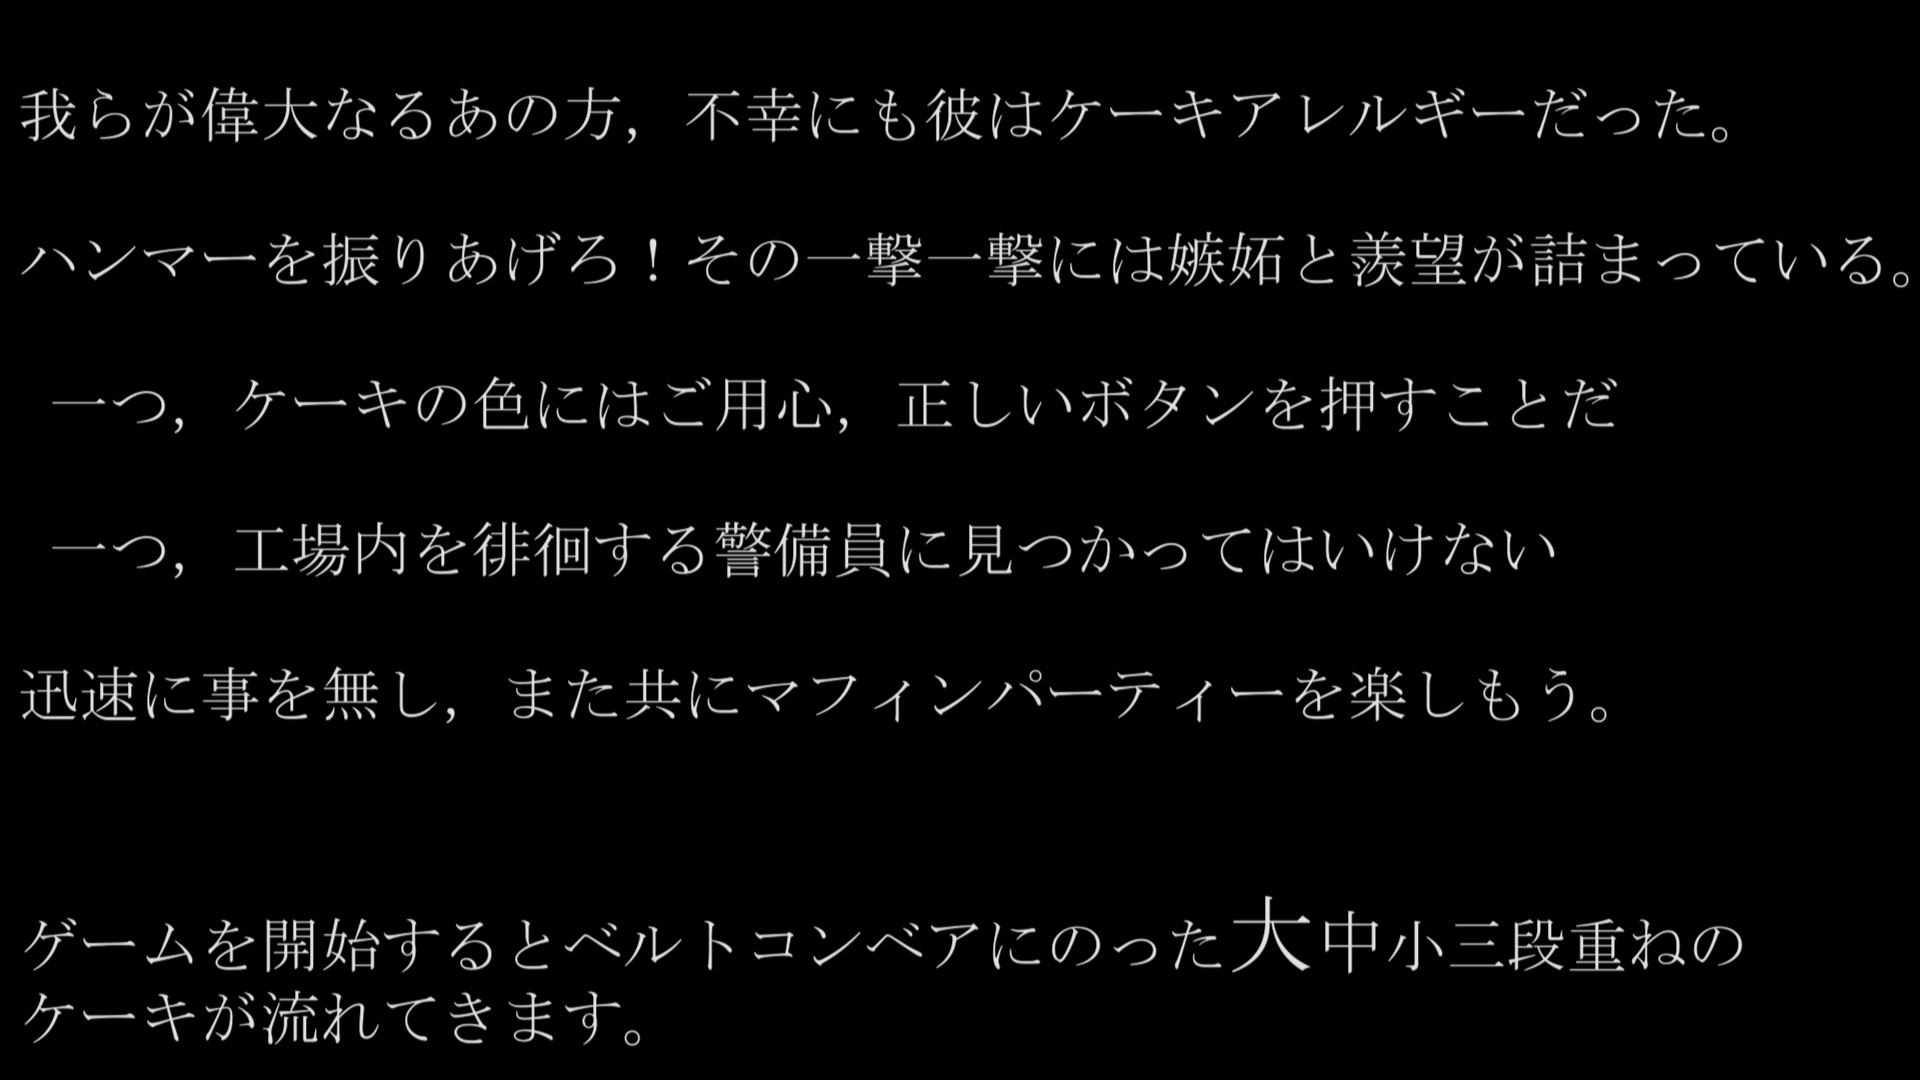 我らが偉大なるあの方，不幸にも彼はケーキアレルギーだった。
ハンマーを振りあげろ！その一撃一撃には嫉妬と羨望が詰まっている。
一つ，ケーキの色にはご用心，正しいボタンを押すことだ
一つ，工場内を徘徊する警備員に見つかってはいけない
迅速に事を無し，また共にマフィンパーティーを楽しもう。
ゲームを開始するとベルトコンベアにのった大中小三段重ねの
ケーキが流れてきます。